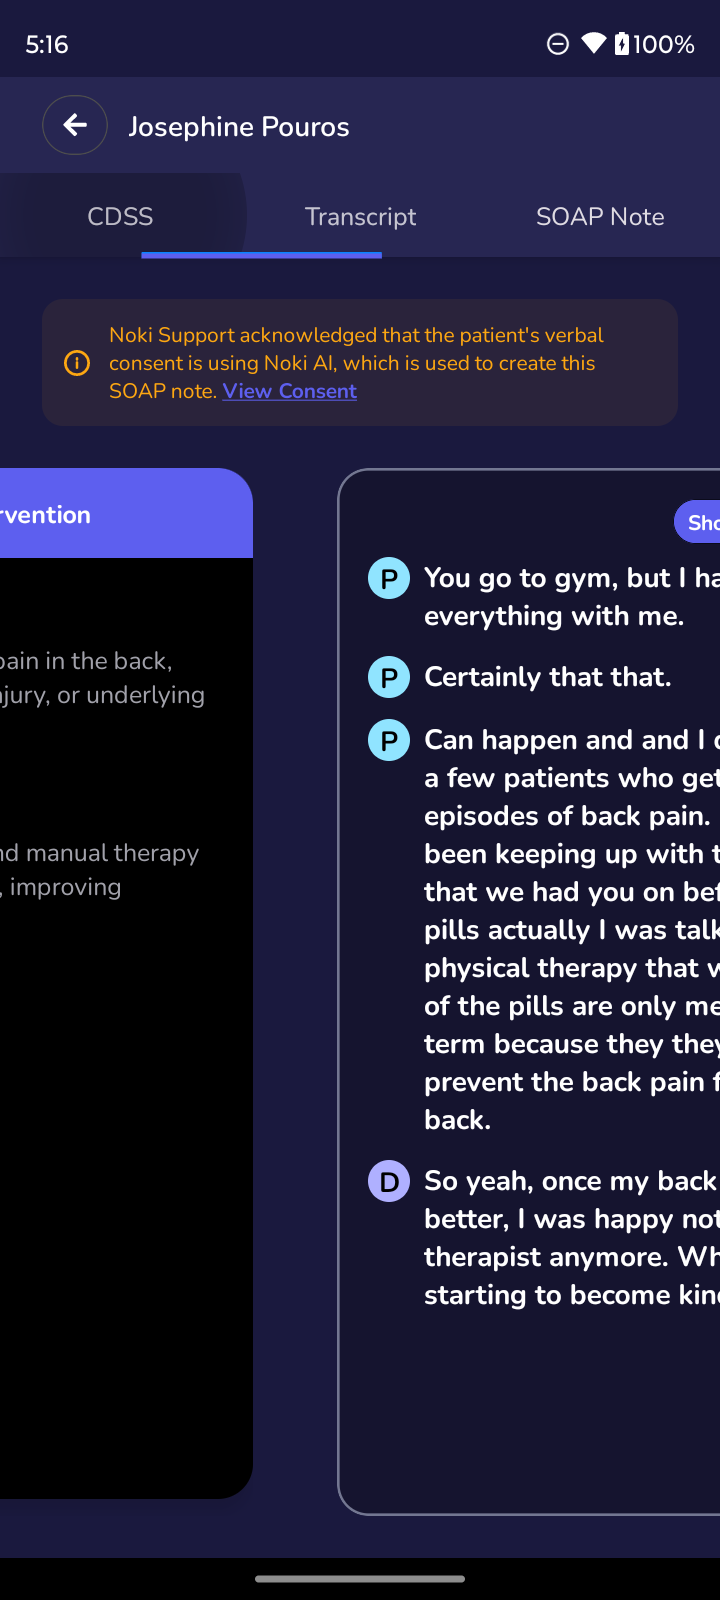 5:16
100%
Josephine Pouros
CDSS
Transcript
SOAP Note
Noki Support acknowledged that the patient's verbal
consent is using Noki AI, which is used to create this
SOAP note. View Consent
rvention
pain in the back,
njury, or underlying
nd manual therapy
, improving
Sho
P
You go to gym, but I ha
everything with me.
P
Certainly that that.
P
Can happen and and I
a few patients who get
episodes of back pain.
been keeping up with t
that we had you on bef
pills actually I was talk
physical therapy that w
of the pills are only me
term because they they
prevent the back pain f
back.
D
So yeah, once my back
better, I was happy not
therapist anymore. Wh
starting to become kind